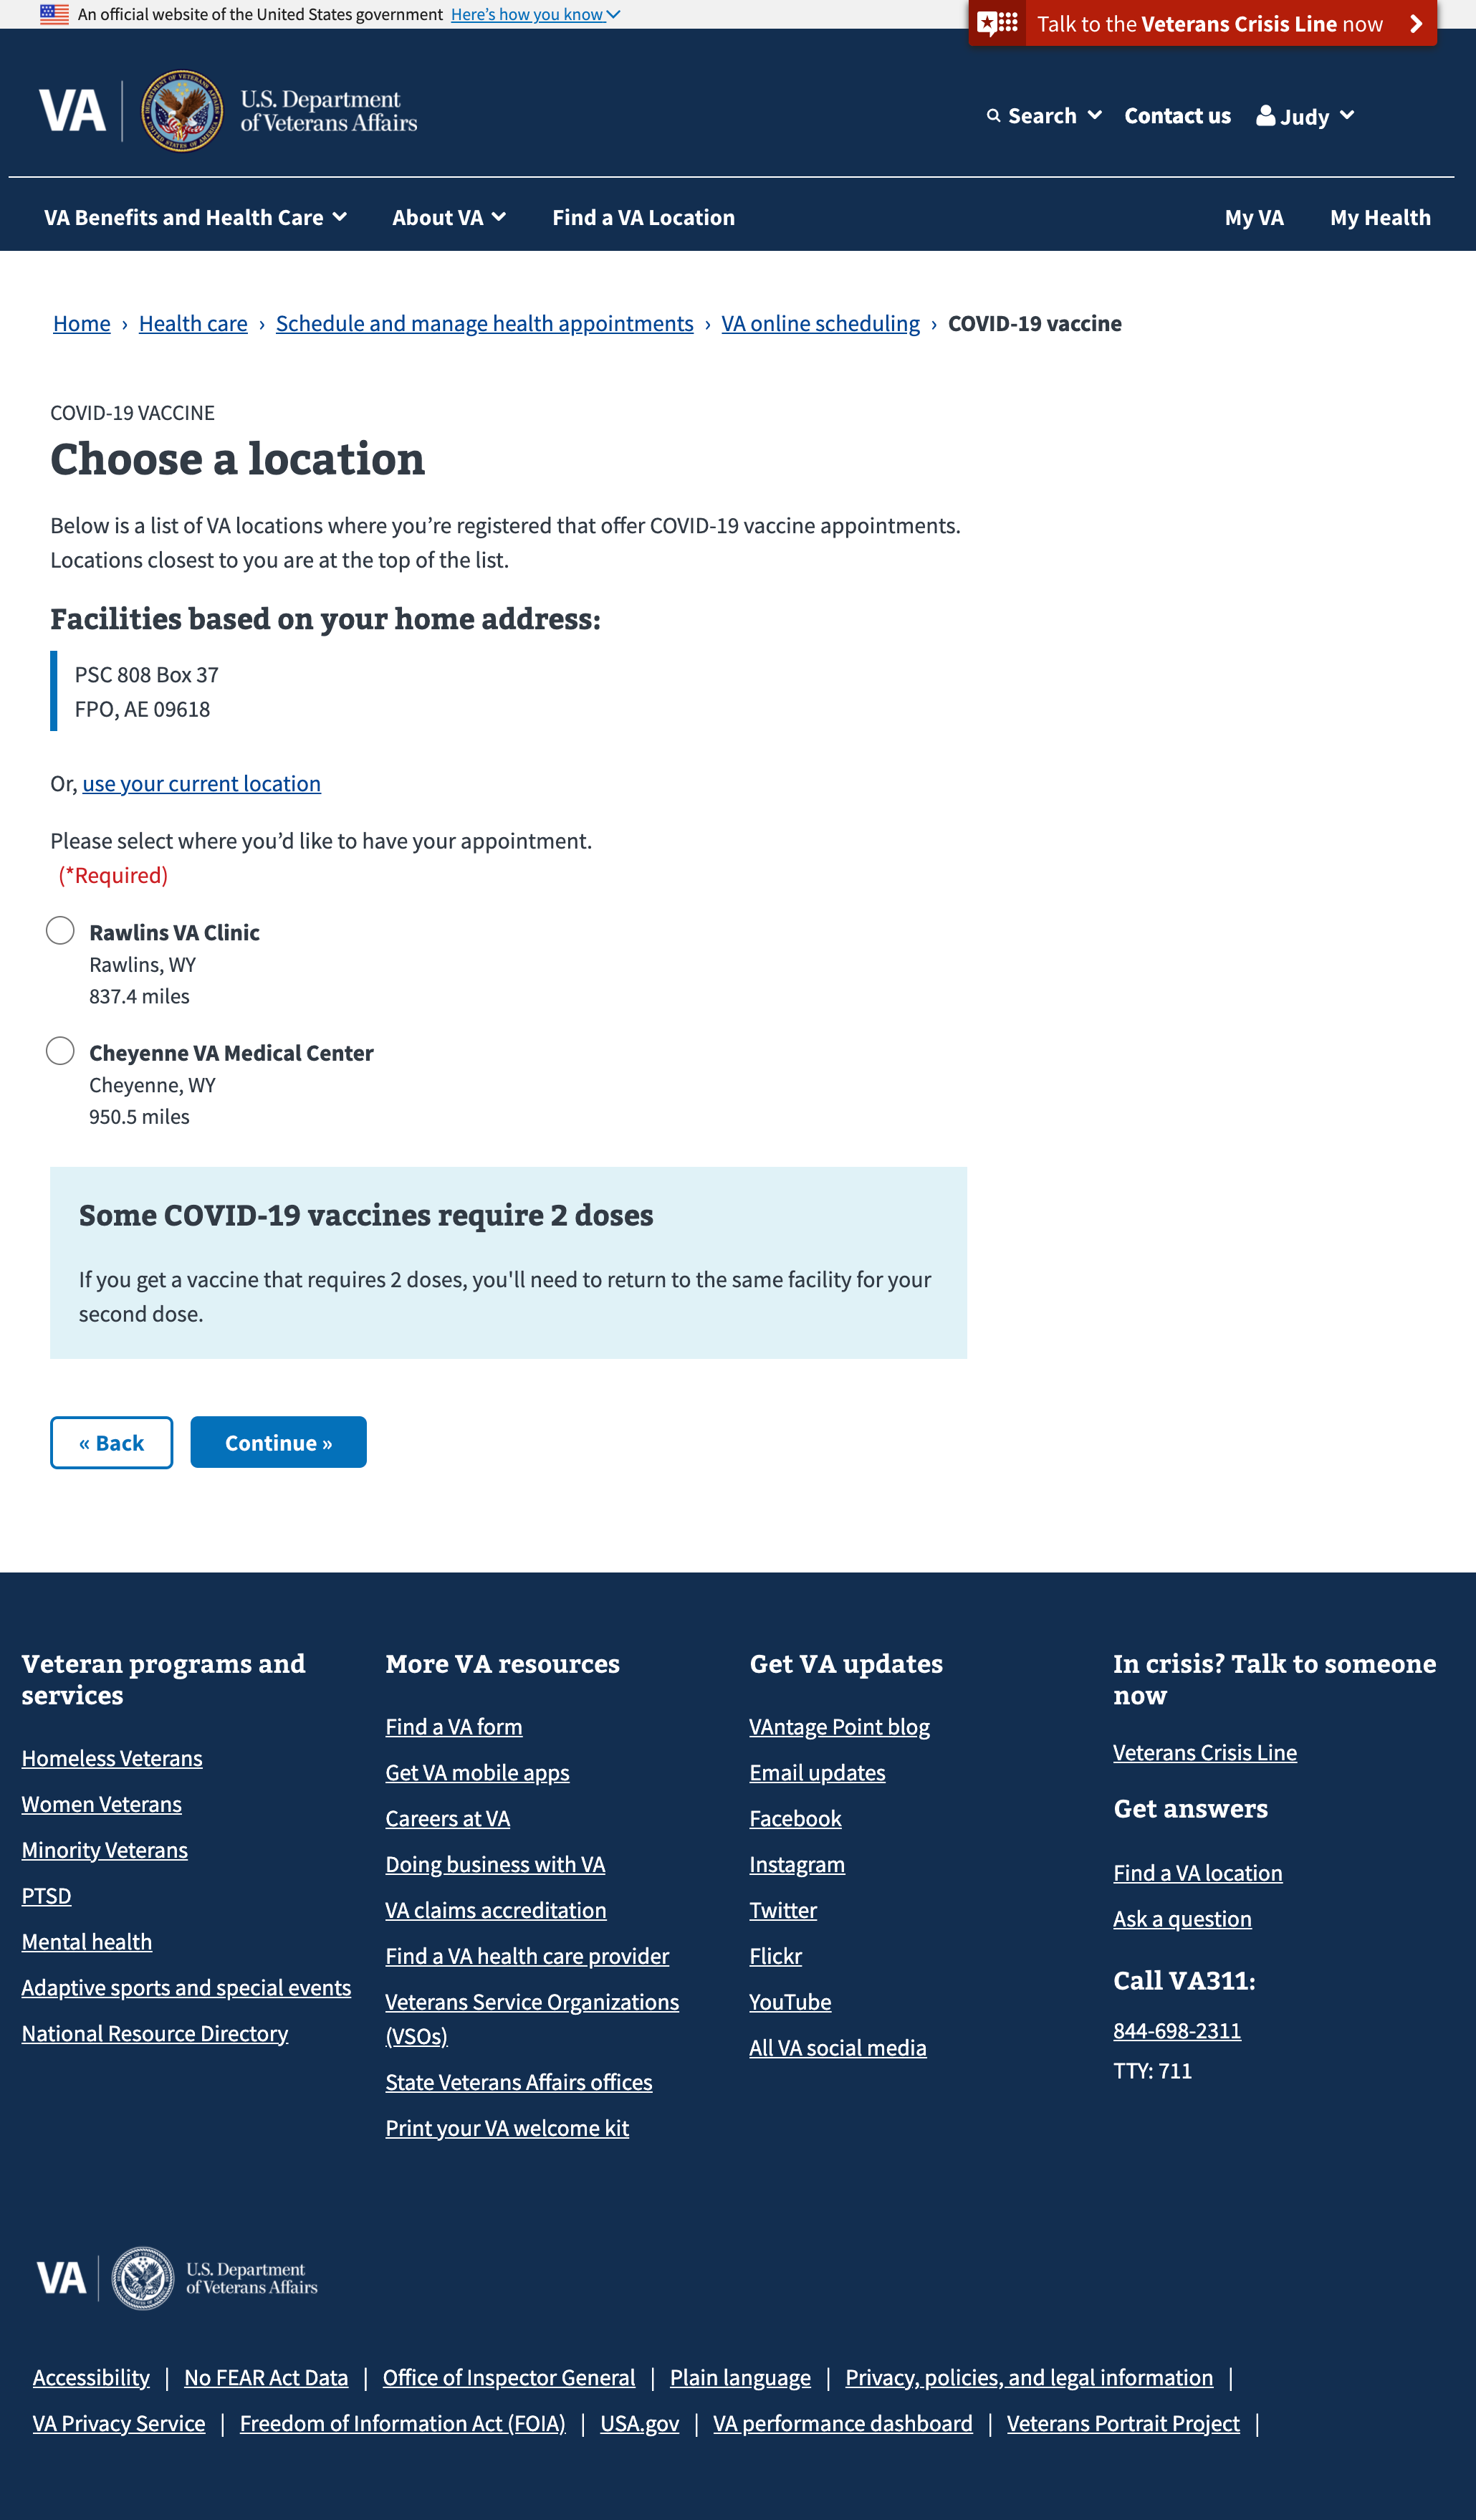 An official website of the United States government Here's how you know
Talk to the Veterans Crisis Line now
VA
U.S. Department
of Veterans Affairs
Search
Contact us
Judy
VA Benefits and Health Care
About VA
Find a VA Location
My VA
My Health
Home › Health care › Schedule and manage health appointments › VA online scheduling › COVID-19 vaccine
COVID-19 VACCINE
Choose a location
Below is a list of VA locations where you’re registered that offer COVID-19 vaccine appointments.
Locations closest to you are at the top of the list.
Facilities based on your home address:
PSC 808 Box 37
FPO, AE 09618
Or, use your current location
Please select where you’d like to have your appointment.
(*Required)
Rawlins VA Clinic
Rawlins, WY
837.4 miles
Cheyenne VA Medical Center
Cheyenne, WY
950.5 miles
Some COVID-19 vaccines require 2 doses
If you get a vaccine that requires 2 doses, you'll need to return to the same facility for your
second dose.
« Back
Continue »
Veteran programs and
services
Homeless Veterans
Women Veterans
Minority Veterans
PTSD
Mental health
Adaptive sports and special events
National Resource Directory
More VA resources
Find a VA form
Get VA mobile apps
Careers at VA
Doing business with VA
VA claims accreditation
Find a VA health care provider
Veterans Service Organizations
(VSOs)
State Veterans Affairs offices
Print your VA welcome kit
Get VA updates
VAntage Point blog
Email updates
Facebook
Instagram
Twitter
Flickr
YouTube
All VA social media
In crisis? Talk to someone
now
Veterans Crisis Line
Get answers
Find a VA location
Ask a question
Call VA311:
844-698-2311
TTY: 711
VA
U.S. Department
of Veterans Affairs
Accessibility | No FEAR Act Data | Office of Inspector General | Plain language | Privacy, policies, and legal information |
VA Privacy Service | Freedom of Information Act (FOIA) | USA.gov | VA performance dashboard | Veterans Portrait Project |